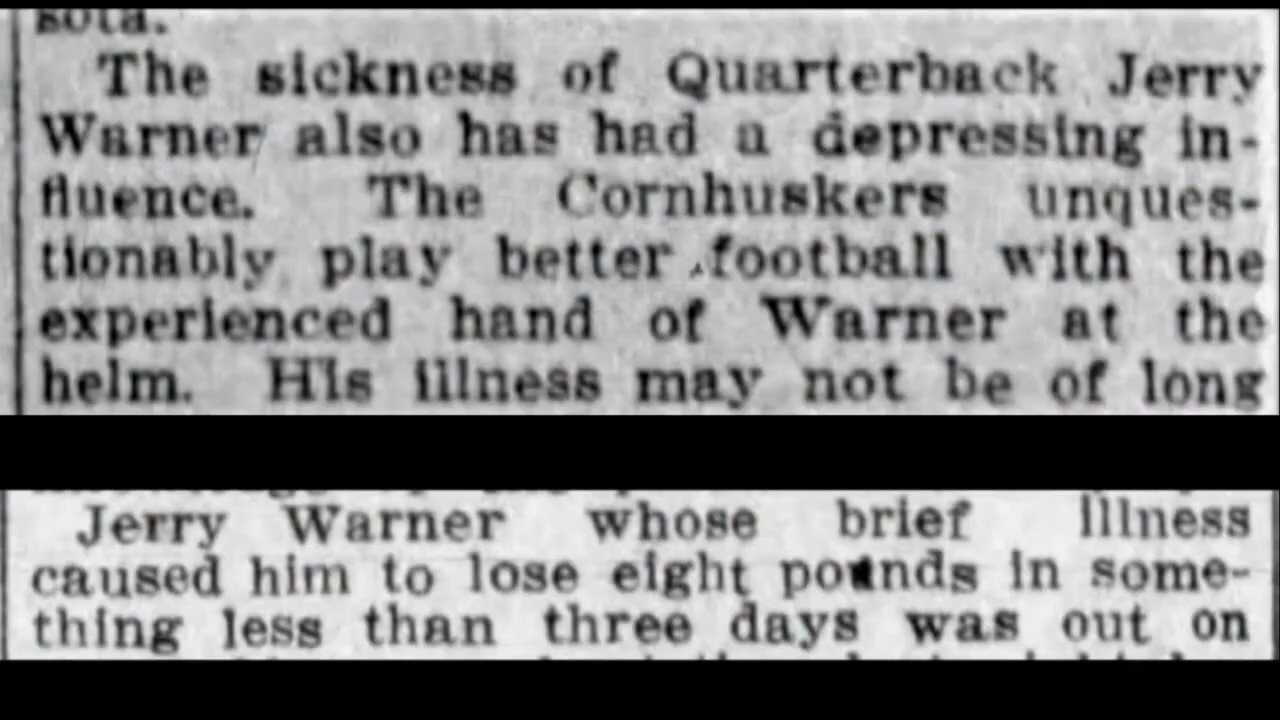 sota.
The sickness of Quarterback Jerry
Warner also has had a depressing in-
fluence. The Cornhuskers unques-
tionably play better football with the
experienced hand of Warner at the
helm. His illness may not be of long
Jerry Warner whose brief illness
caused him to lose eight pounds in some-
thing less than three days was out on